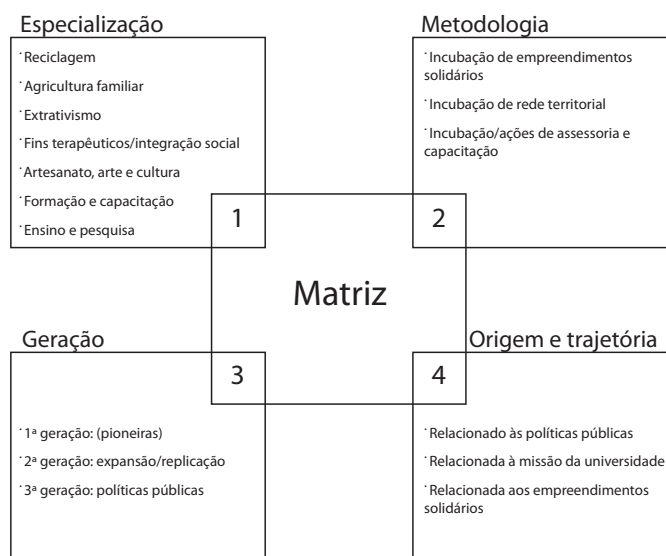 Especialização
·Reciclagem
·Agricultura familiar
·Extrativismo
·Fins terapêuticos/integração social
·Artesanato, arte e cultura
·Formação e capacitação
·Ensino e pesquisa
1
Metodologia
·Incubação de empreendimentos
solidários
·Incubação de rede territorial
·Incubação/ações de assessoria e
capacitação
2
Matriz
Geração
3
·1ª geração: (pioneiras)
·2ª geração: expansão/replicação
·3ª geração: políticas públicas
Origem e trajetória
4
·Relacionado às políticas públicas
·Relacionada à missão da universidade
·Relacionada aos empreendimentos
solidários